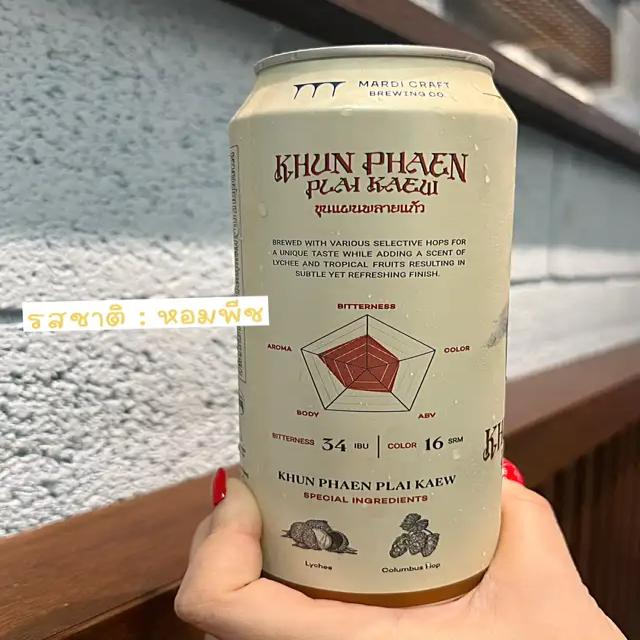 MARDI CRAFT
BREWING CO.
KHUN PHAEN
PLAI KAEW
ขุนแผนพลายแก้ว
BREWED WITH VARIOUS SELECTIVE HOPS FOR
A UNIQUE TASTE WHILE ADDING A SCENT OF
LYCHEE AND TROPICAL FRUITS RESULTING IN
SUBTLE YET REFRESHING FINISH.
รสชาติ : หอมพืช
BITTERNESS
AROMA
COLOR
BODY
ABV
BITTERNESS 34 IBU | COLOR 16 SRM
KHUN PHAEN PLAI KAEW
SPECIAL INGREDIENTS
Lychee
Columbus Hop